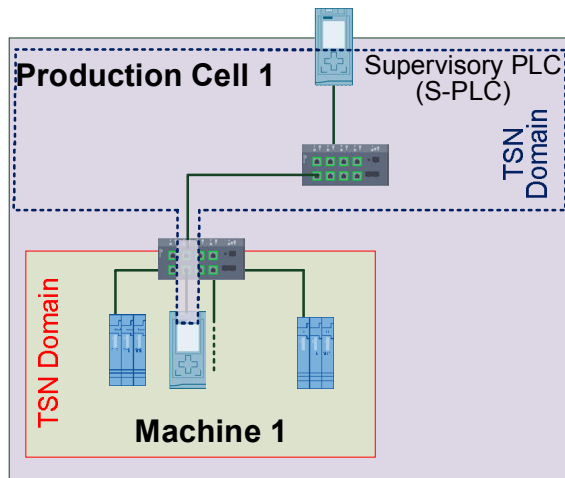 Production Cell 1
Supervisory PLC
(S-PLC)
TSN
Domain
TSN Domain
Machine 1